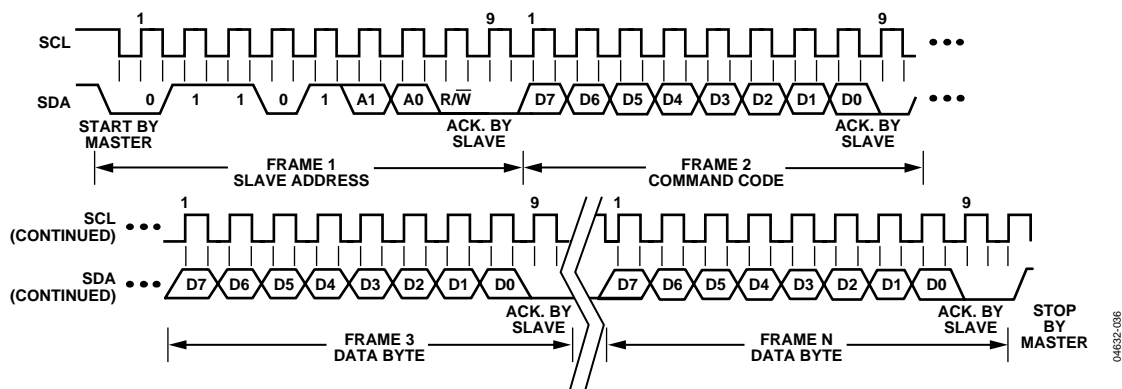 1 9 1 9
SCL
SDA
0 1 1 0 1 A1 A0 R/W̅ D7 D6 D5 D4 D3 D2 D1 D0
START BY
MASTER
ACK. BY
SLAVE
ACK. BY
SLAVE
FRAME 1
SLAVE ADDRESS
FRAME 2
COMMAND CODE
1 9 1 9
SCL
(CONTINUED)
SDA
(CONTINUED)
D7 D6 D5 D4 D3 D2 D1 D0 D7 D6 D5 D4 D3 D2 D1 D0
ACK. BY
SLAVE
ACK. BY
SLAVE
STOP
BY
MASTER
FRAME 3
DATA BYTE
FRAME N
DATA BYTE
04632-036